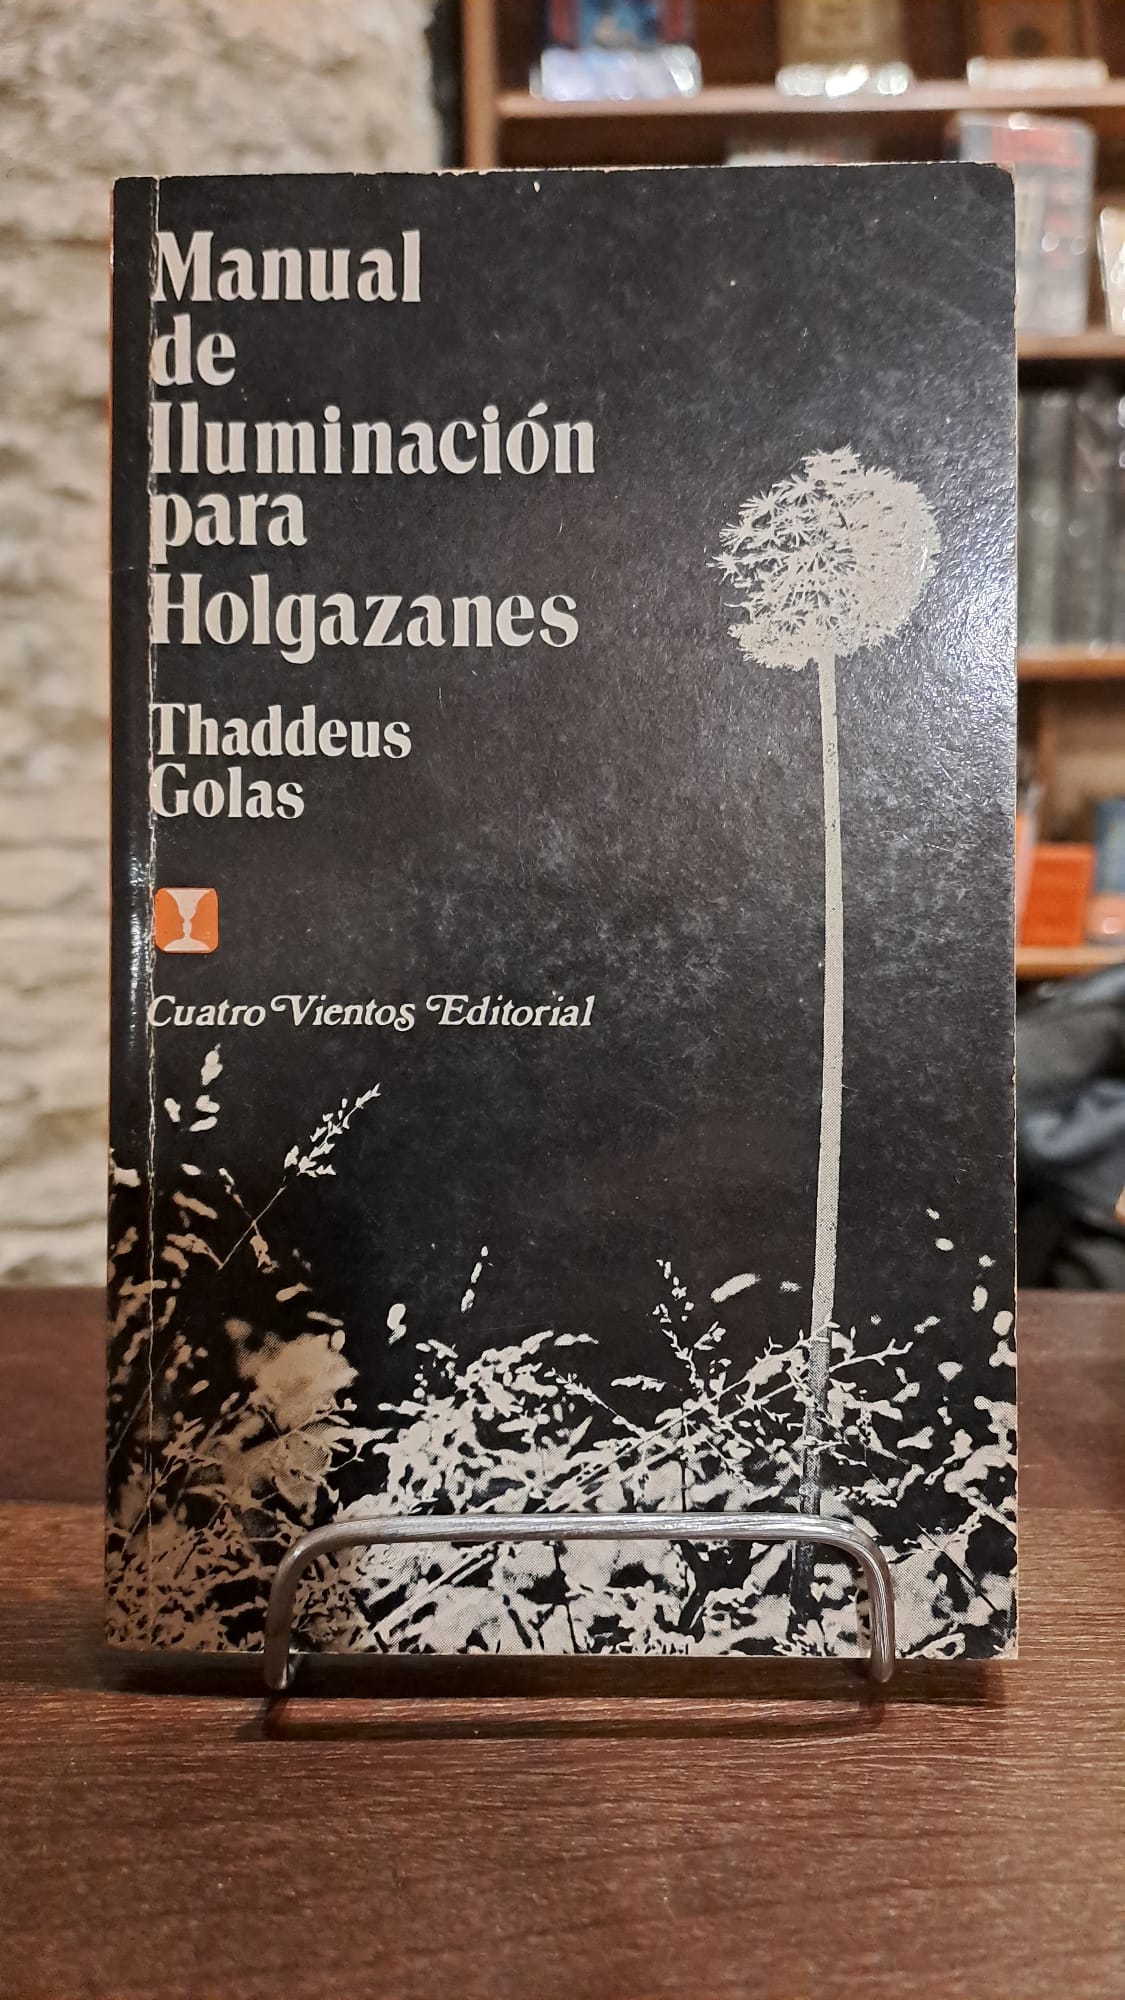 Manual
de
Iluminación
para
Holgazanes
Thaddeus
Golas
Cuatro Vientos Editorial